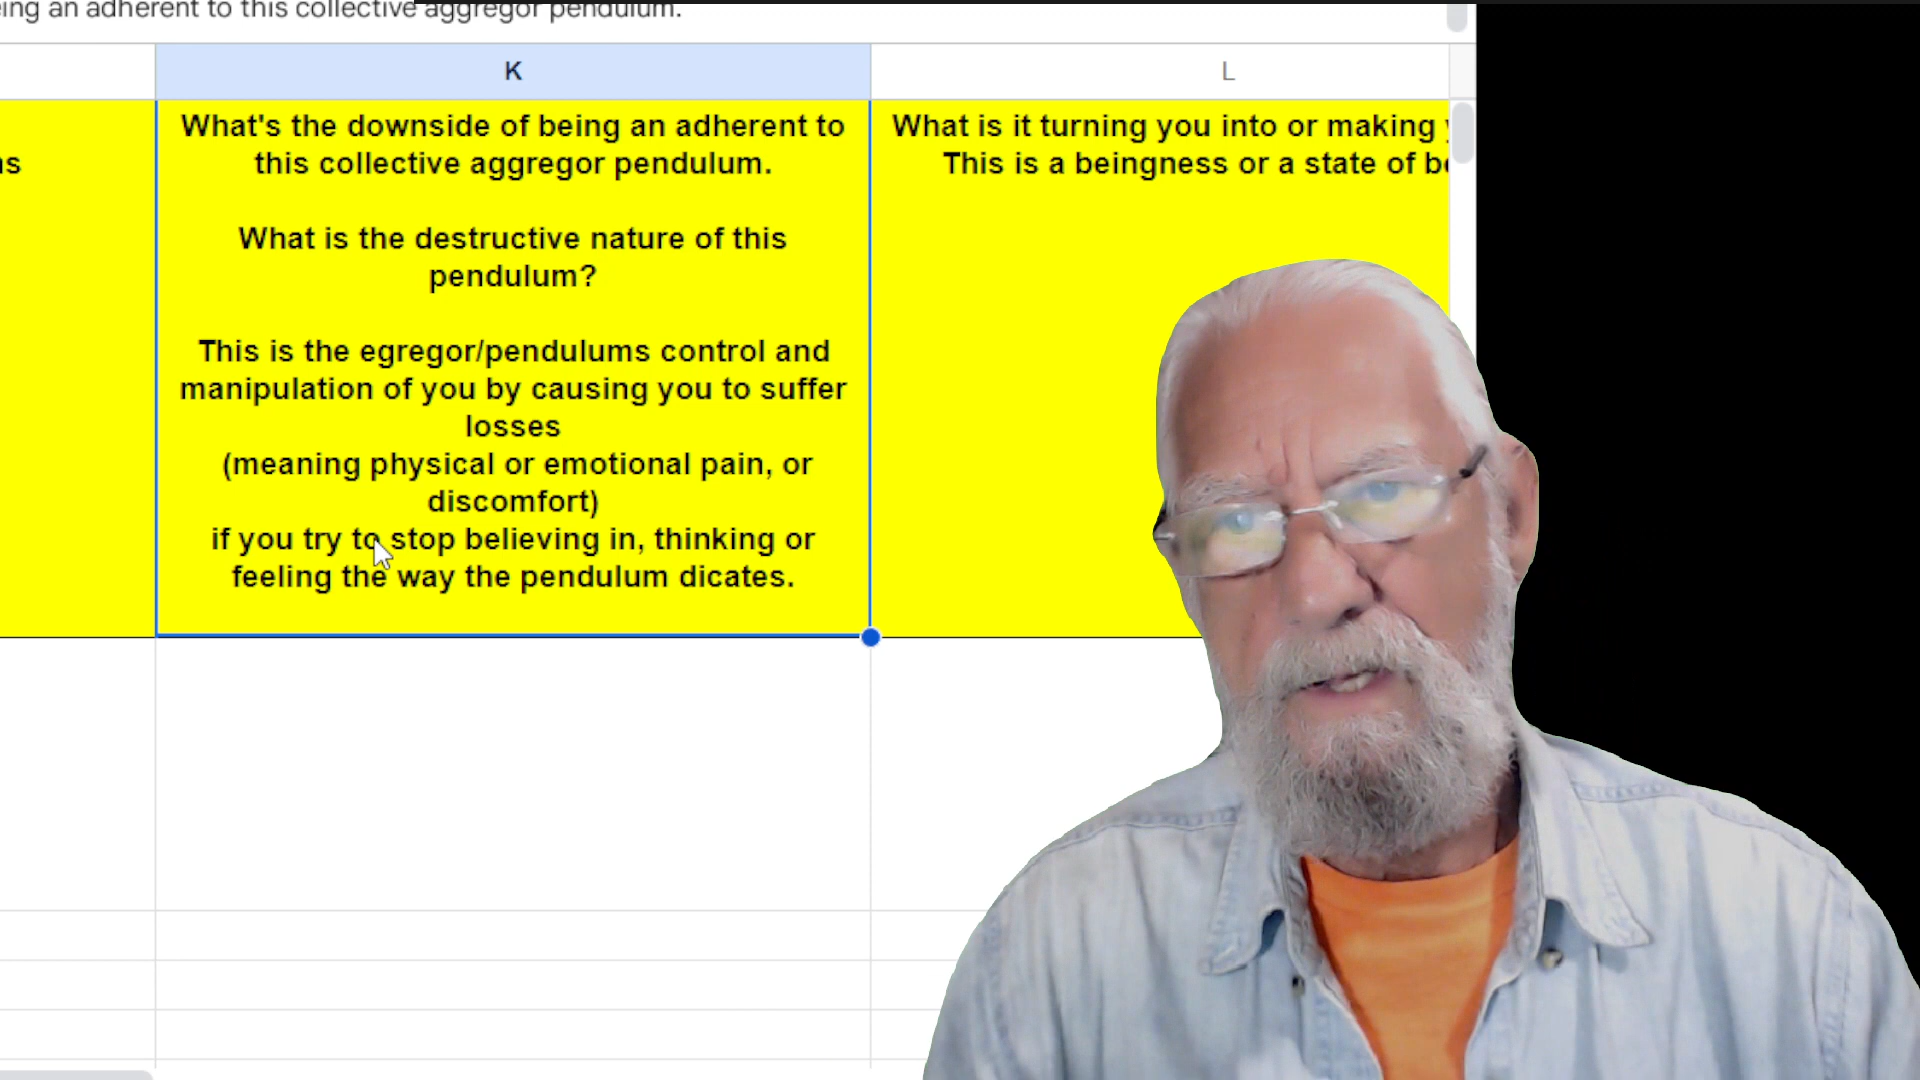 ing an adherent to this collective aggregor pendulum.
K
L
What's the downside of being an adherent to
this collective aggregor pendulum.
What is the destructive nature of this
pendulum?
This is the egregor/pendulums control and
manipulation of you by causing you to suffer
losses
(meaning physical or emotional pain, or
discomfort)
if you try to stop believing in, thinking or
feeling the way the pendulum dicates.
What is it turning you into or making
This is a beingness or a state of